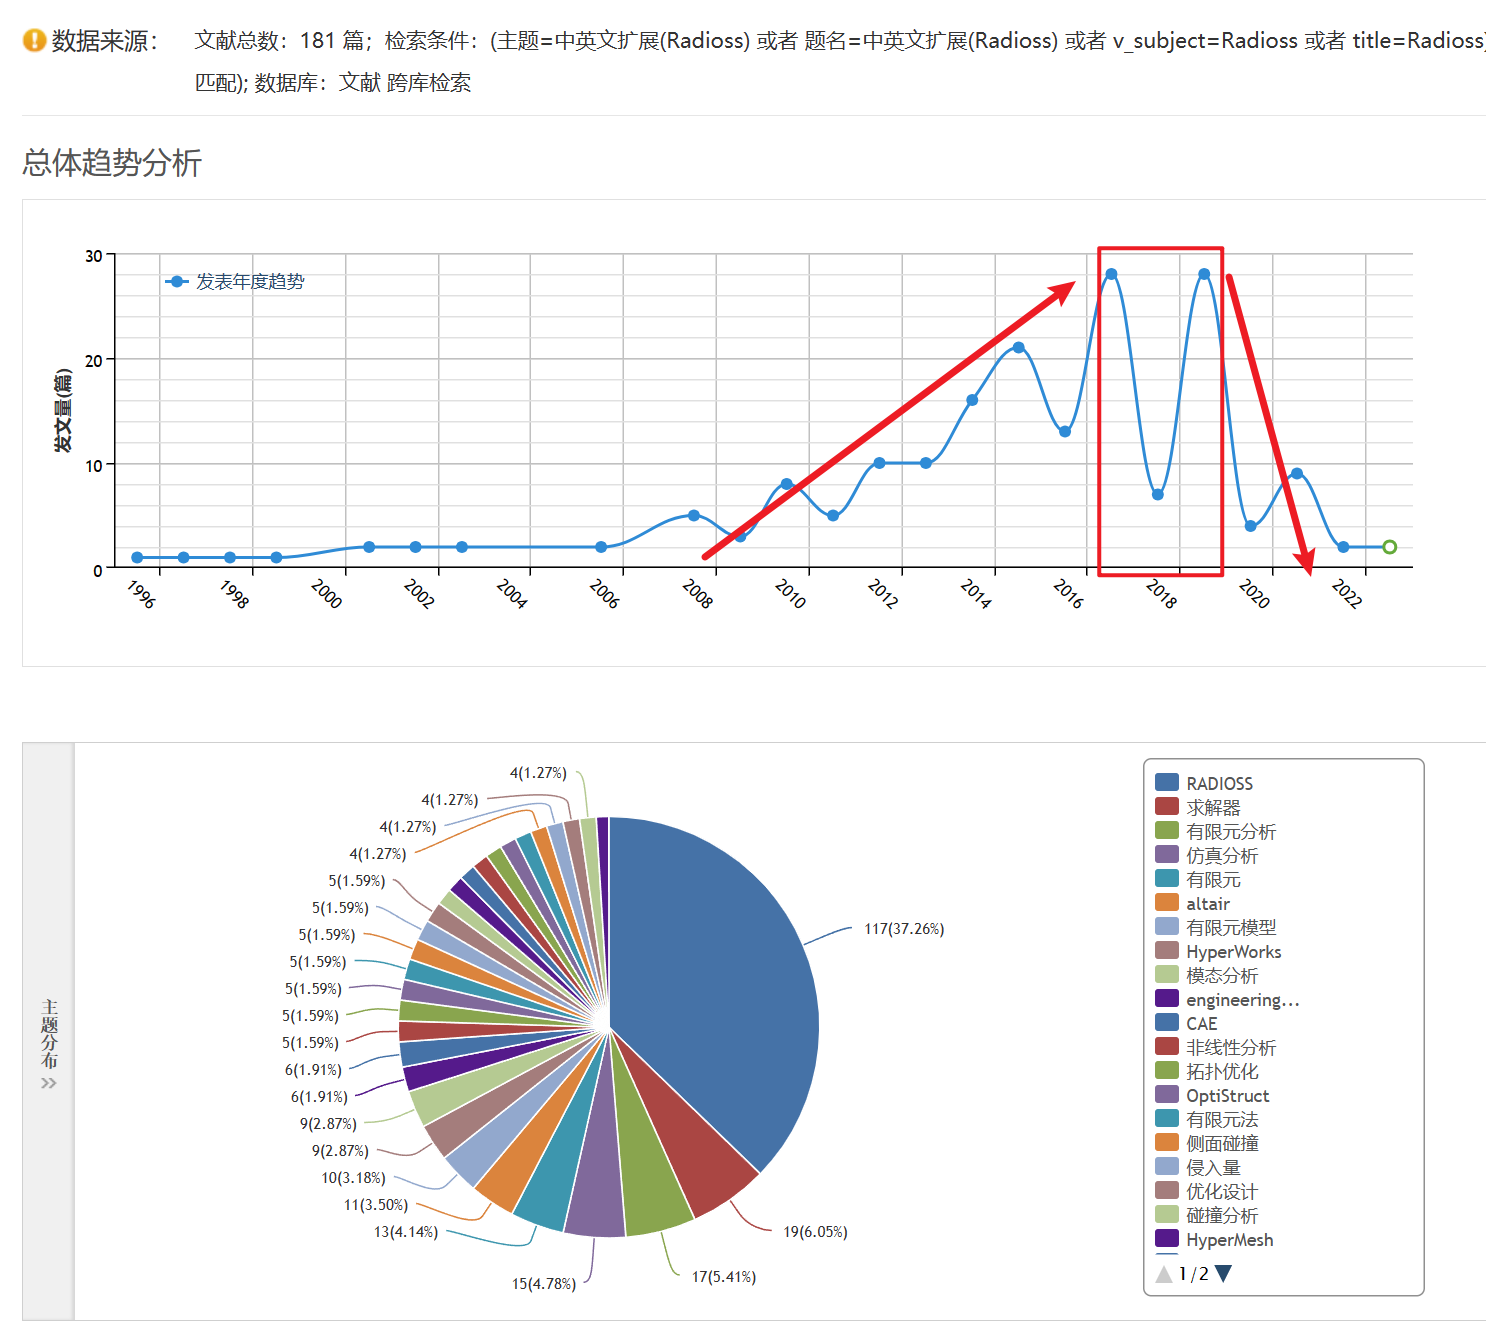 数据来源： 文献总数：181 篇；检索条件：(主题=中英文扩展(Radioss) 或者 题名=中英文扩展(Radioss) 或者 v_subject=Radioss 或者 title=Radioss)
匹配); 数据库：文献 跨库检索
总体趋势分析
发表年度趋势
发文量(篇)
30
20
10
0
1996
1998
2000
2002
2004
2006
2008
2010
2012
2014
2016
2018
2020
2022
主题分布
4(1.27%)
4(1.27%)
4(1.27%)
4(1.27%)
5(1.59%)
5(1.59%)
5(1.59%)
5(1.59%)
5(1.59%)
5(1.59%)
5(1.59%)
6(1.91%)
6(1.91%)
9(2.87%)
9(2.87%)
10(3.18%)
11(3.50%)
13(4.14%)
15(4.78%)
17(5.41%)
19(6.05%)
117(37.26%)
RADIOSS
求解器
有限元分析
仿真分析
有限元
altair
有限元模型
HyperWorks
模态分析
engineering...
CAE
非线性分析
拓扑优化
OptiStruct
有限元法
侧面碰撞
侵入量
优化设计
碰撞分析
HyperMesh
1/2